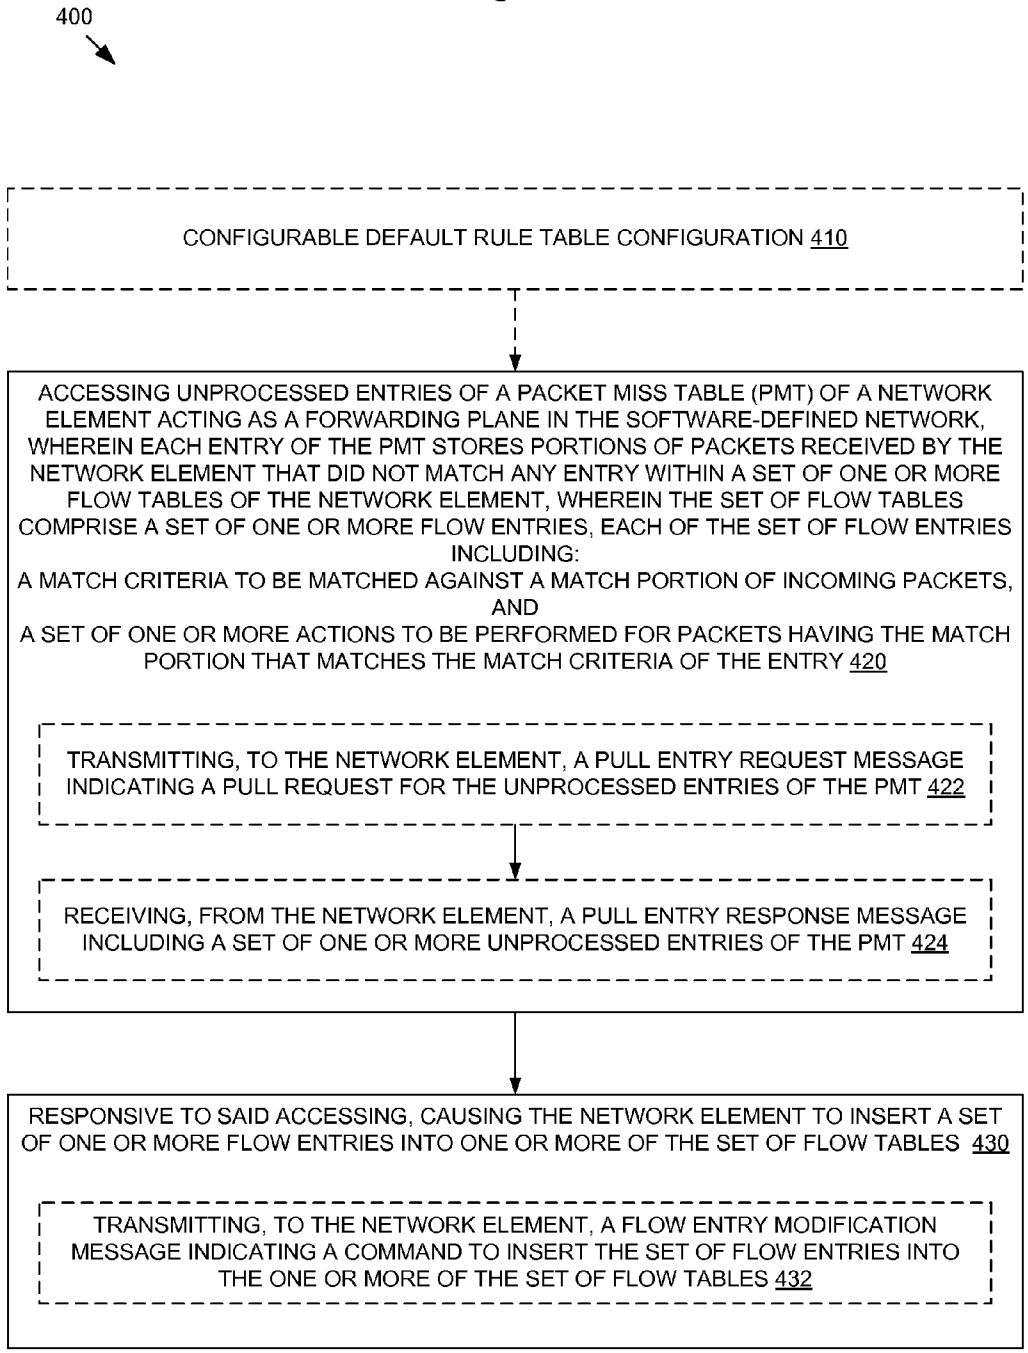 400
CONFIGURABLE DEFAULT RULE TABLE CONFIGURATION 410
ACCESSING UNPROCESSED ENTRIES OF A PACKET MISS TABLE (PMT) OF A NETWORK
ELEMENT ACTING AS A FORWARDING PLANE IN THE SOFTWARE-DEFINED NETWORK,
WHEREIN EACH ENTRY OF THE PMT STORES PORTIONS OF PACKETS RECEIVED BY THE
NETWORK ELEMENT THAT DID NOT MATCH ANY ENTRY WITHIN A SET OF ONE OR MORE
FLOW TABLES OF THE NETWORK ELEMENT, WHEREIN THE SET OF FLOW TABLES
COMPRISE A SET OF ONE OR MORE FLOW ENTRIES, EACH OF THE SET OF FLOW ENTRIES
INCLUDING:
A MATCH CRITERIA TO BE MATCHED AGAINST A MATCH PORTION OF INCOMING PACKETS,
AND
A SET OF ONE OR MORE ACTIONS TO BE PERFORMED FOR PACKETS HAVING THE MATCH
PORTION THAT MATCHES THE MATCH CRITERIA OF THE ENTRY 420
TRANSMITTING, TO THE NETWORK ELEMENT, A PULL ENTRY REQUEST MESSAGE
INDICATING A PULL REQUEST FOR THE UNPROCESSED ENTRIES OF THE PMT 422
RECEIVING, FROM THE NETWORK ELEMENT, A PULL ENTRY RESPONSE MESSAGE
INCLUDING A SET OF ONE OR MORE UNPROCESSED ENTRIES OF THE PMT 424
RESPONSIVE TO SAID ACCESSING, CAUSING THE NETWORK ELEMENT TO INSERT A SET
OF ONE OR MORE FLOW ENTRIES INTO ONE OR MORE OF THE SET OF FLOW TABLES 430
TRANSMITTING, TO THE NETWORK ELEMENT, A FLOW ENTRY MODIFICATION
MESSAGE INDICATING A COMMAND TO INSERT THE SET OF FLOW ENTRIES INTO
THE ONE OR MORE OF THE SET OF FLOW TABLES 432